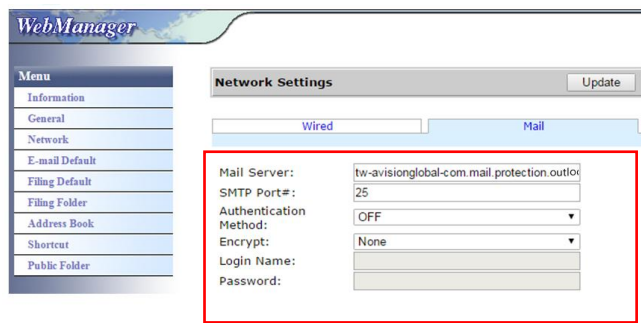 WebManager
Menu
Information
General
Network
E-mail Default
Filing Default
Filing Folder
Address Book
Shortcut
Public Folder
Network Settings
Update
Wired
Mail
Mail Server: tw-avisionglobal-com.mail.protection.outloo
SMTP Port#: 25
Authentication
Method: OFF
Encrypt: None
Login Name:
Password: